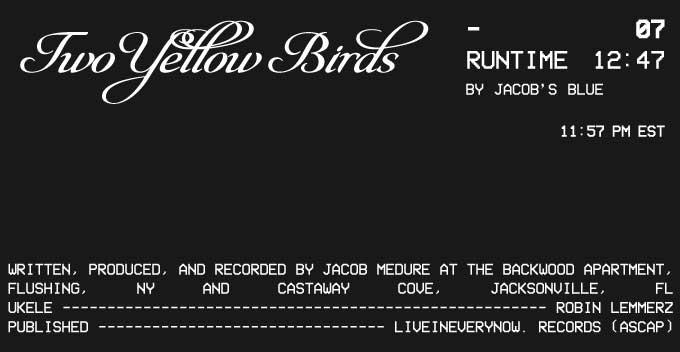 Two Yellow Birds
- 07
RUNTIME 12:47
BY JACOB'S BLUE
11:57 PM EST
WRITTEN, PRODUCED, AND RECORDED BY JACOB MEDURE AT THE BACKWOOD APARTMENT,
FLUSHING, NY AND CASTAWAY COVE, JACKSONVILLE, FL
UKELE ---------------------------------------------------- ROBIN LEMMERZ
PUBLISHED ------------------------------- LIVEINEVERYNOW. RECORDS (ASCAP)